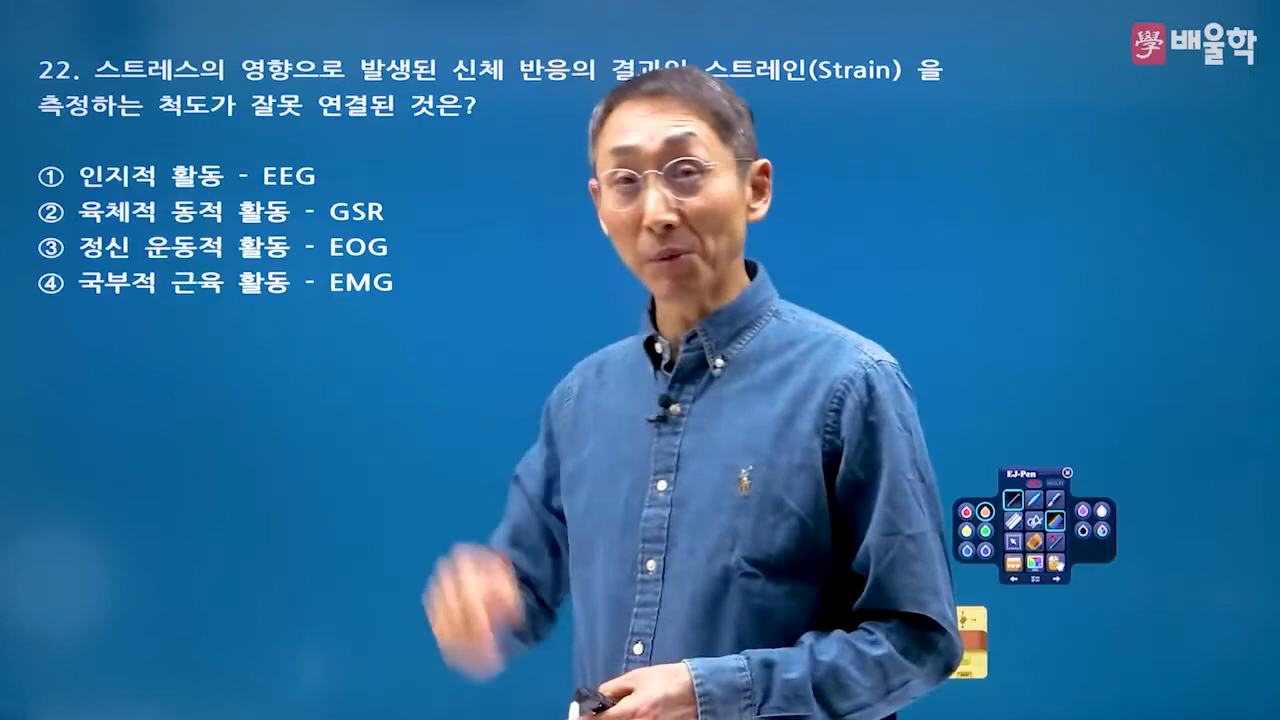 學 배울학
22. 스트레스의 영향으로 발생된 신체 반응의 결과인 스트레인(Strain) 을
측정하는 척도가 잘못 연결된 것은?
① 인지적 활동 - EEG
② 육체적 동적 활동 - GSR
③ 정신 운동적 활동 - EOG
④ 국부적 근육 활동 - EMG
EJ-Pen